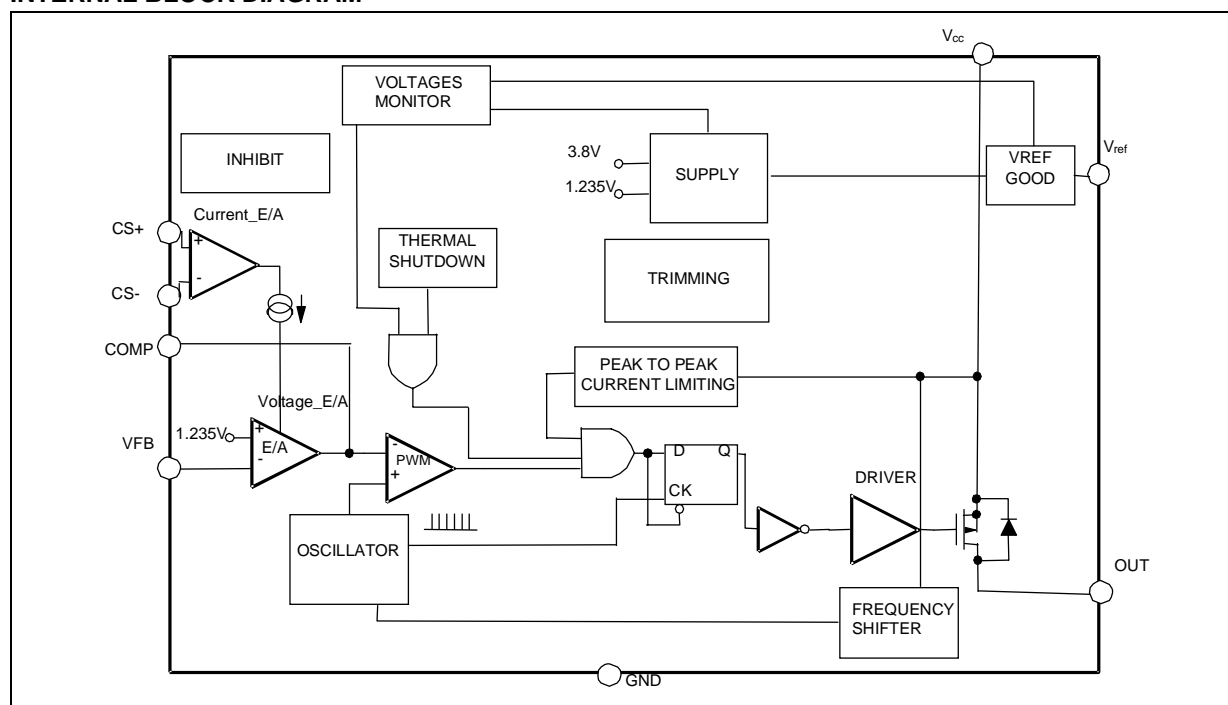 INTERNAL BLOCK DIAGRAM
Vcc
VOLTAGES
MONITOR
INHIBIT
3.8V
1.235V
SUPPLY
VREF
GOOD
Vref
Current_E/A
CS+
+
-
CS-
THERMAL
SHUTDOWN
TRIMMING
COMP
PEAK TO PEAK
CURRENT LIMITING
Voltage_E/A
VFB
1.235V
+
E/A
-
-
PWM
+
D
Q
CK
DRIVER
OSCILLATOR
OUT
FREQUENCY
SHIFTER
GND